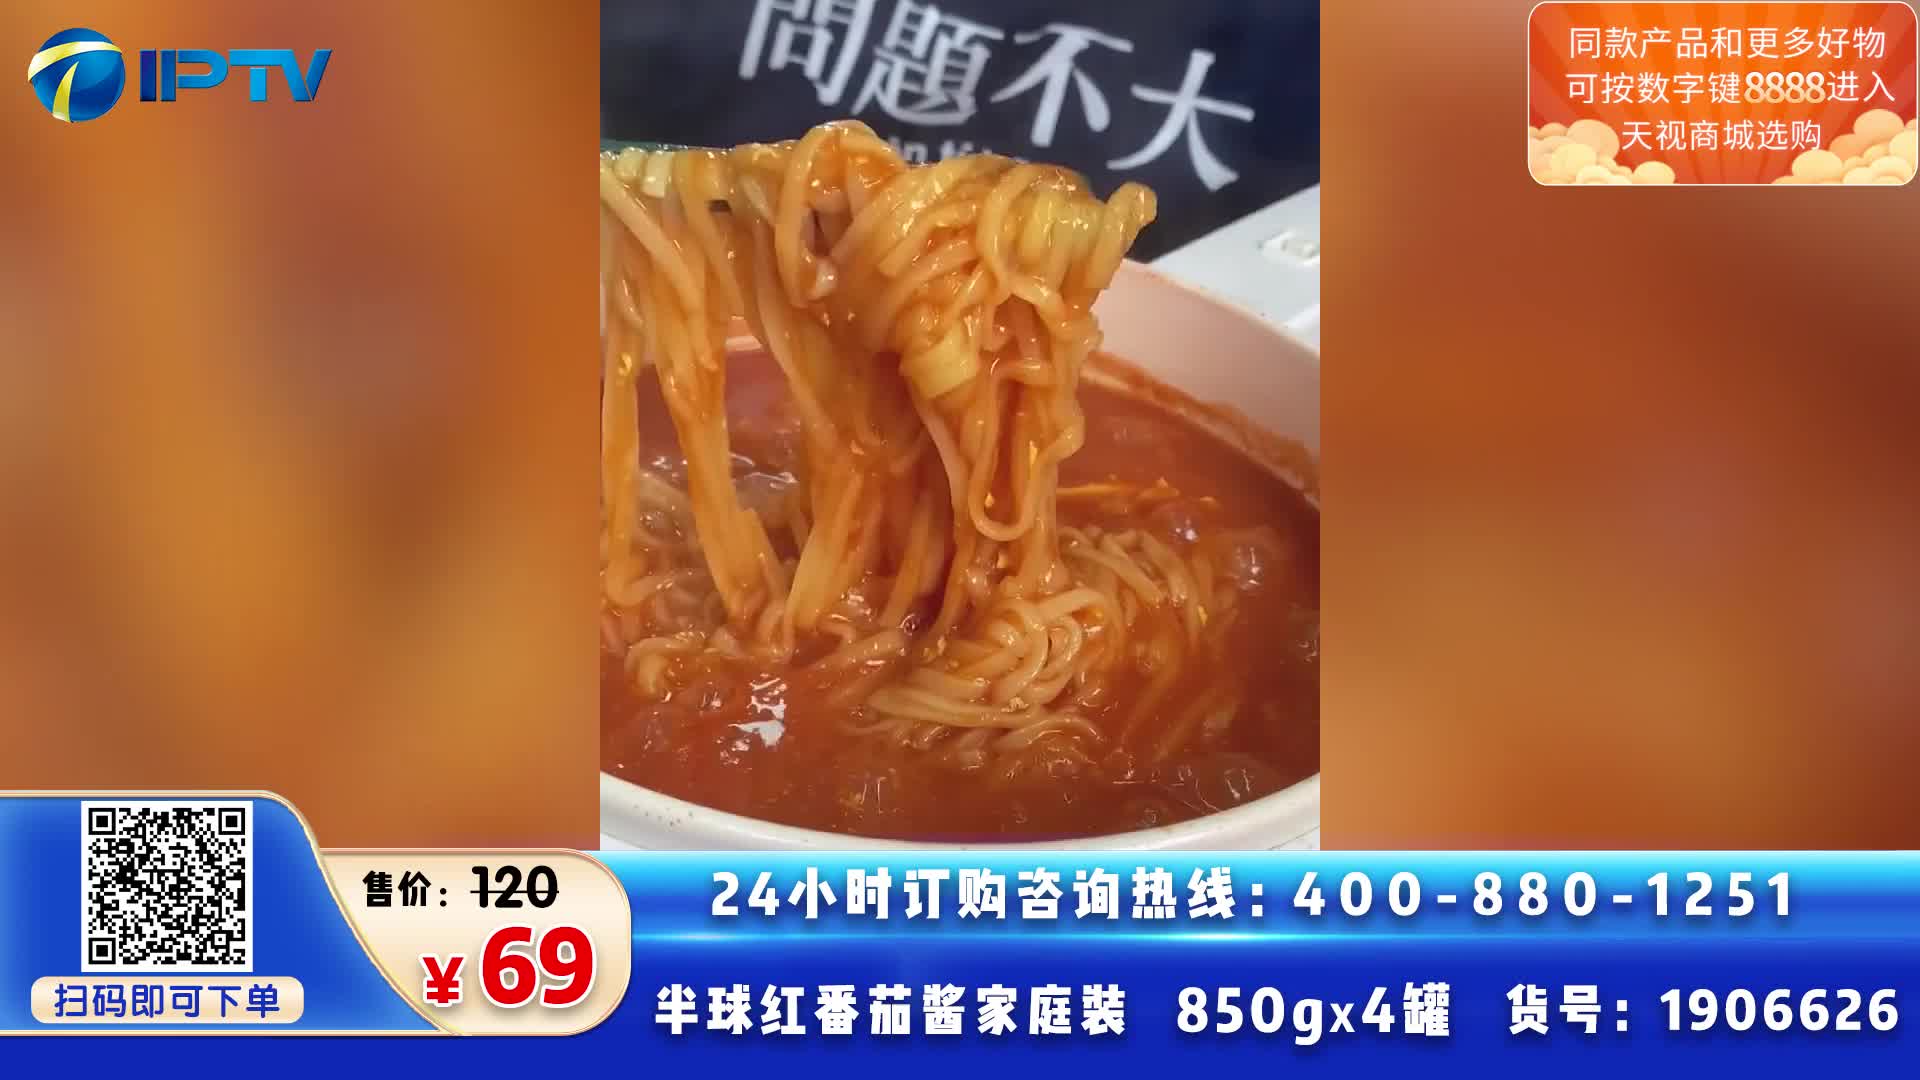 IPTV
問題不大
同款产品和更多好物
可按数字键8888进入
天视商城选购
扫码即可下单
售价：120
¥69
24小时订购咨询热线：400-880-1251
半球红番茄酱家庭装 850gx4罐 货号：1906626